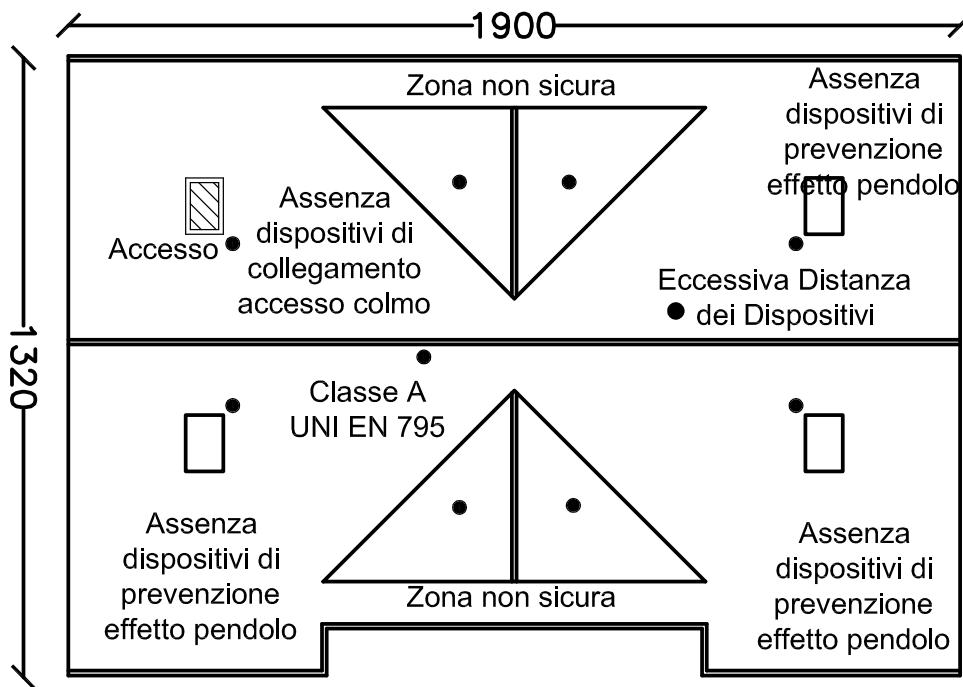 1900
Zona non sicura
Assenza
dispositivi di
prevenzione
effetto pendolo
Assenza
dispositivi di
collegamento
accesso colmo
Accesso
Eccessiva Distanza
dei Dispositivi
1320
Classe A
UNI EN 795
Assenza
dispositivi di
prevenzione
effetto pendolo
Assenza
dispositivi di
prevenzione
effetto pendolo
Zona non sicura